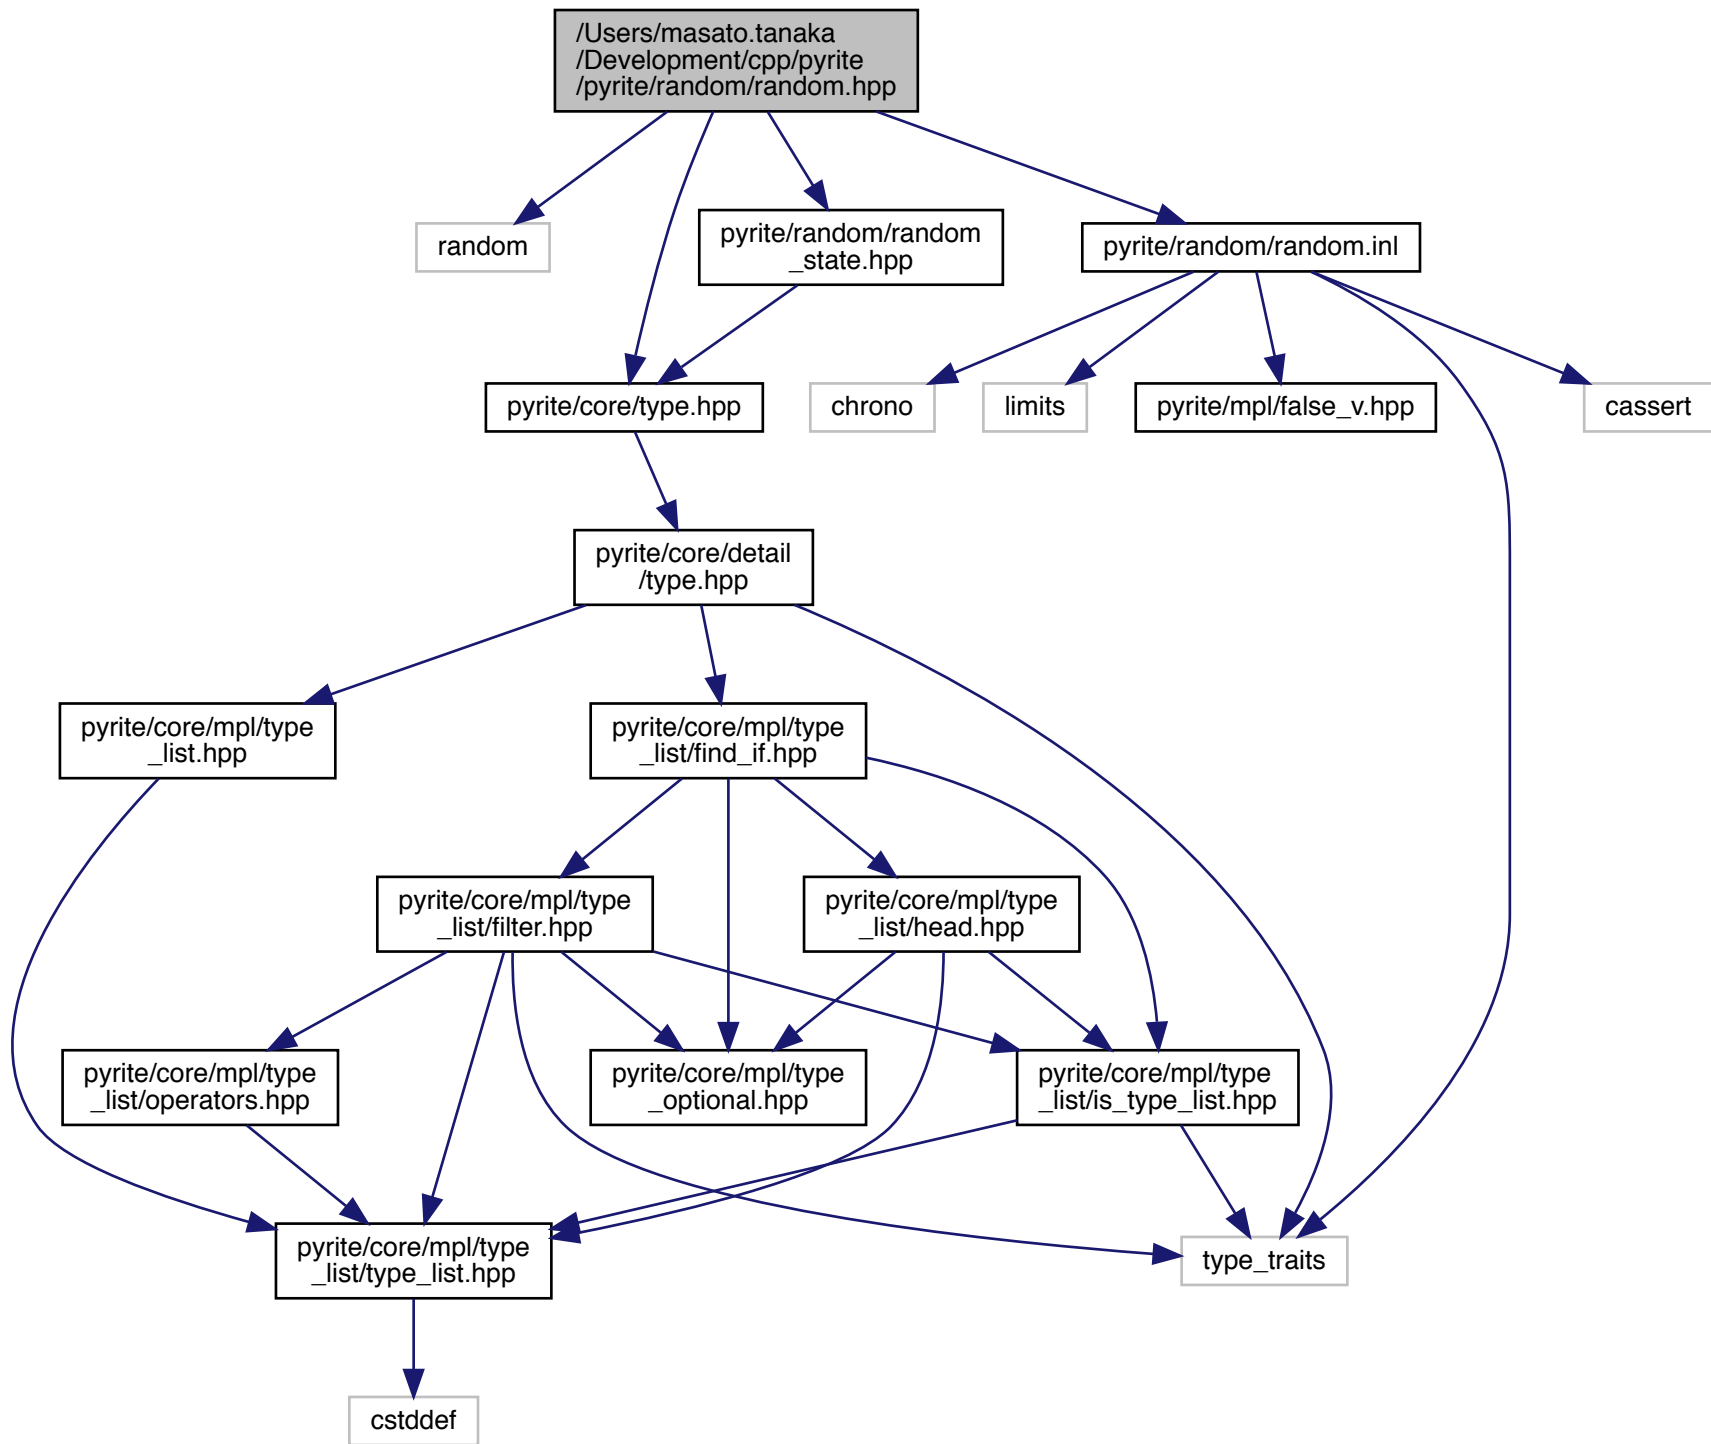 /Users/masato.tanaka
/Development/cpp/pyrite
/pyrite/random/random.hpp
random
pyrite/random/random
_state.hpp
pyrite/random/random.inl
pyrite/core/type.hpp
chrono
limits
pyrite/mpl/false_v.hpp
cassert
pyrite/core/detail
/type.hpp
pyrite/core/mpl/type
_list.hpp
pyrite/core/mpl/type
_list/find_if.hpp
pyrite/core/mpl/type
_list/filter.hpp
pyrite/core/mpl/type
_list/head.hpp
pyrite/core/mpl/type
_list/operators.hpp
pyrite/core/mpl/type
_optional.hpp
pyrite/core/mpl/type
_list/is_type_list.hpp
pyrite/core/mpl/type
_list/type_list.hpp
type_traits
cstddef